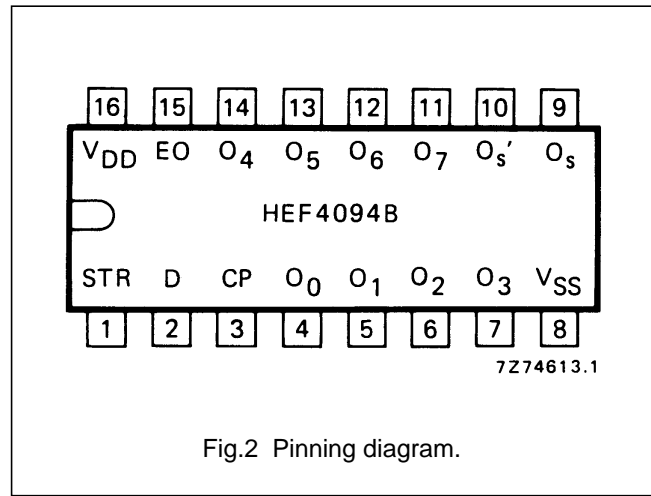 16 15 14 13 12 11 10 9
VDD EO O4 O5 O6 O7 Os' Os
HEF4094B
STR D CP O0 O1 O2 O3 VSS
1 2 3 4 5 6 7 8
7Z74613.1
Fig.2 Pinning diagram.